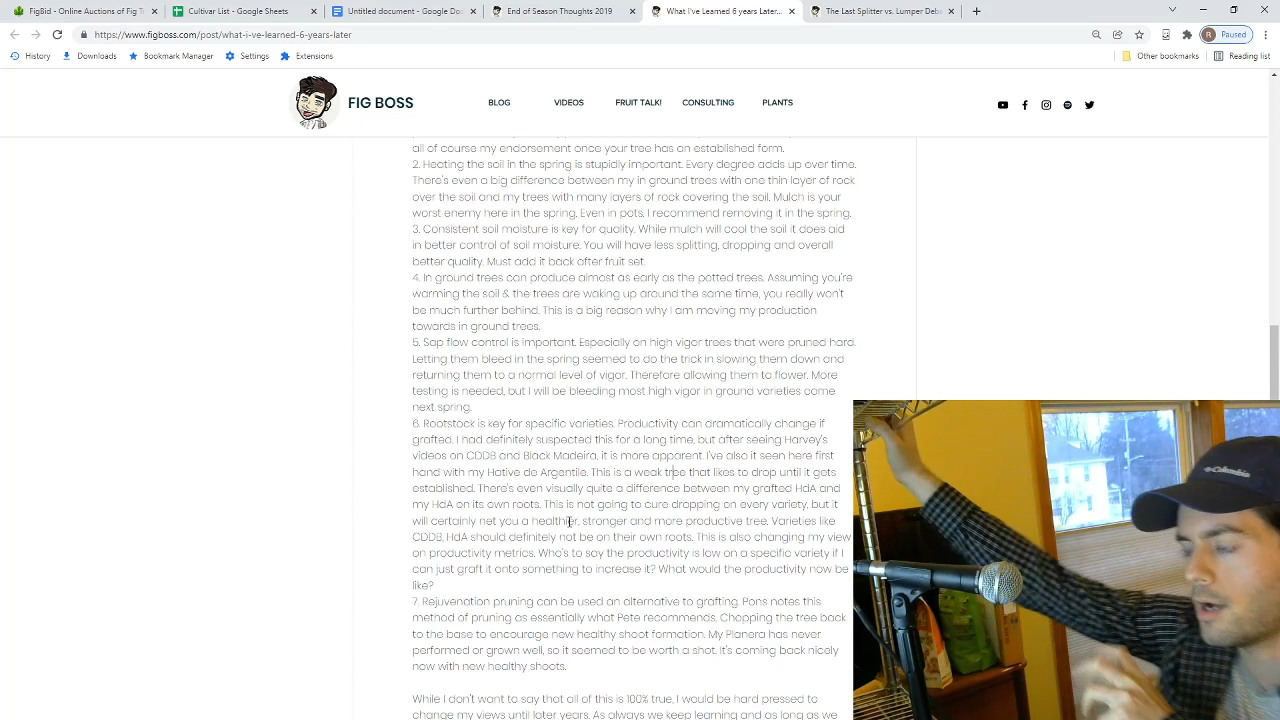 FigBid - Online Auctions of Fig T
Cultivar List - Google Sheets
Untitled document - Google Do
End of Season Thoughts 2019
What I've Learned 6 years Later...
The Last Splitter vs. Lumper Deb
https://www.figboss.com/post/what-i-ve-learned-6-years-later
R Paused
History Downloads Bookmark Manager Settings Extensions Other bookmarks Reading list
FIG BOSS BLOG VIDEOS FRUIT TALK! CONSULTING PLANTS
all of course my endorsement once your tree has an established form.
2. Heating the soil in the spring is stupidly important. Every degree adds up over time.
There's even a big difference between my in ground trees with one thin layer of rock
over the soil and my trees with many layers of rock covering the soil. Mulch is your
worst enemy here in the spring. Even in pots. I recommend removing it in the spring.
3. Consistent soil moisture is key for quality. While mulch will cool the soil it does aid
in better control of soil moisture. You will have less splitting, dropping and overall
better quality. Must add it back after fruit set.
4. In ground trees can produce almost as early as the potted trees. Assuming you're
warming the soil & the trees are waking up around the same time, you really won't
be much further behind. This is a big reason why I am moving my production
towards in ground trees.
5. Sap flow control is important. Especially on high vigor trees that were pruned hard.
Letting them bleed in the spring seemed to do the trick in slowing them down and
returning them to a normal level of vigor. Therefore allowing them to flower. More
testing is needed, but I will be bleeding most high vigor in ground varieties come
next spring.
6. Rootstock is key for specific varieties. Productivity can dramatically change if
grafted. I had definitely suspected this for a long time, but after seeing Harvey's
videos on CDDB and Black Madeira, it is more apparent. I've also it seen here first
hand with my Hative de Argentile. This is a weak tree that likes to drop until it gets
established. There's even visually quite a difference between my grafted HdA and
my HdA on its own roots. This is not going to cure dropping on every variety, but it
will certainly net you a healthier, stronger and more productive tree. Varieties like
CDDB, HdA should definitely not be on their own roots. This is also changing my view
on productivity metrics. Who's to say the productivity is low on a specific variety if I
can just graft it onto something to increase it? What would the productivity now be
like?
7. Rejuvenation pruning can be used an alternative to grafting. Pons notes this
method of pruning as essentially what Pete recommends. Chopping the tree back
to the base to encourage new healthy shoot formation. My Planera has never
performed or grown well, so it seemed to be worth a shot. It's coming back nicely
now with new healthy shoots.
While I don't want to say that all of this is 100% true, I would be hard pressed to
change my views until later years. As always we keep learning and as long as we
Columbia